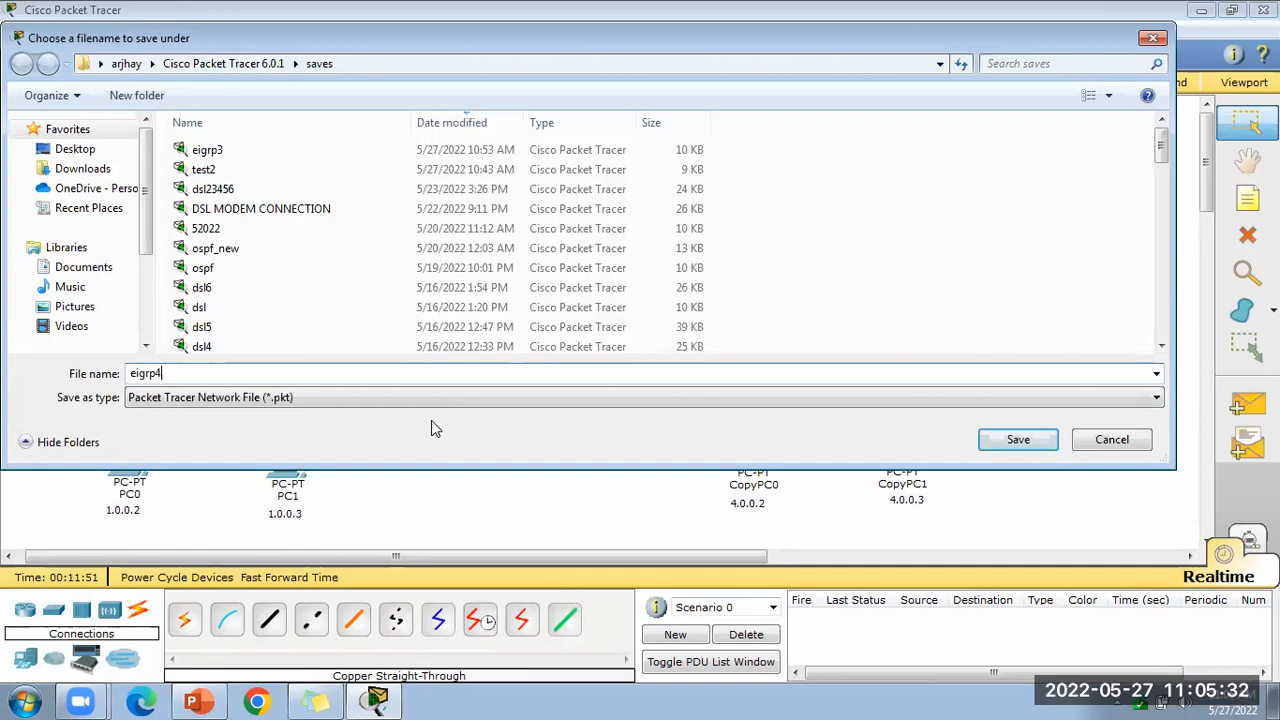 Cisco Packet Tracer
Choose a filename to save under
arjhay
Cisco Packet Tracer 6.0.1
saves
Search saves
nd
Viewport
Organize
New folder
Favorites
Desktop
Downloads
OneDrive - Perso
Recent Places
Libraries
Documents
Music
Pictures
Videos
Name Date modified Type Size
eigrp3 5/27/2022 10:53 AM Cisco Packet Tracer 10 KB
test2 5/27/2022 10:43 AM Cisco Packet Tracer 9 KB
dsl23456 5/23/2022 3:26 PM Cisco Packet Tracer 24 KB
DSL MODEM CONNECTION 5/22/2022 9:11 PM Cisco Packet Tracer 26 KB
52022 5/20/2022 11:12 AM Cisco Packet Tracer 26 KB
ospf_new 5/20/2022 12:03 AM Cisco Packet Tracer 13 KB
ospf 5/19/2022 10:01 PM Cisco Packet Tracer 10 KB
dsl6 5/16/2022 1:54 PM Cisco Packet Tracer 26 KB
dsl 5/16/2022 1:20 PM Cisco Packet Tracer 10 KB
dsl5 5/16/2022 12:47 PM Cisco Packet Tracer 39 KB
dsl4 5/16/2022 12:33 PM Cisco Packet Tracer 25 KB
File name: eigrp4
Save as type: Packet Tracer Network File (*.pkt)
Hide Folders
Save
Cancel
PC-PT
PC0
1.0.0.2
PC-PT
PC1
1.0.0.3
PC-PT
CopyPC0
4.0.0.2
PC-PT
CopyPC1
4.0.0.3
Time: 00:11:51
Power Cycle Devices Fast Forward Time
Realtime
Connections
Copper Straight-Through
Scenario 0
New
Delete
Toggle PDU List Window
Fire Last Status Source Destination Type Color Time (sec) Periodic Num
2022-05-27 11:05:32
5/27/2022